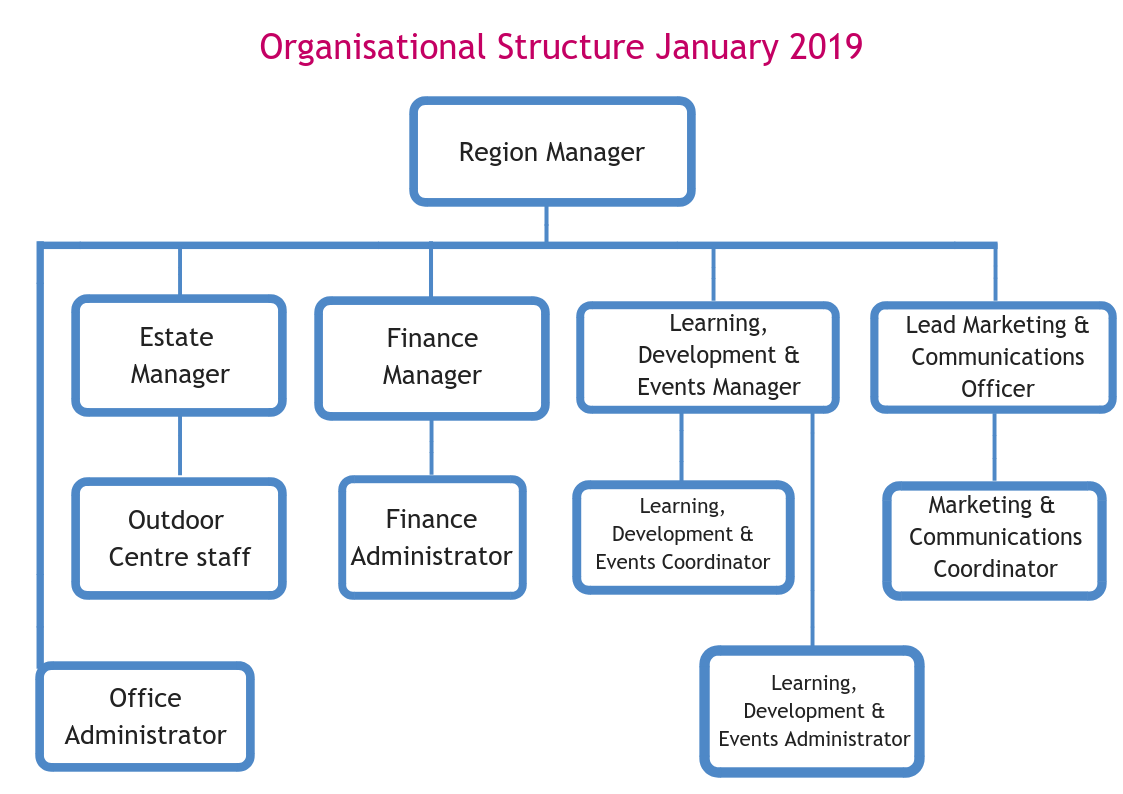 Organisational Structure January 2019
Region Manager
Estate
Manager
Finance
Manager
Learning,
Development &
Events Manager
Lead Marketing &
Communications
Officer
Outdoor
Centre staff
Finance
Administrator
Learning,
Development &
Events Coordinator
Marketing &
Communications
Coordinator
Office
Administrator
Learning,
Development &
Events Administrator